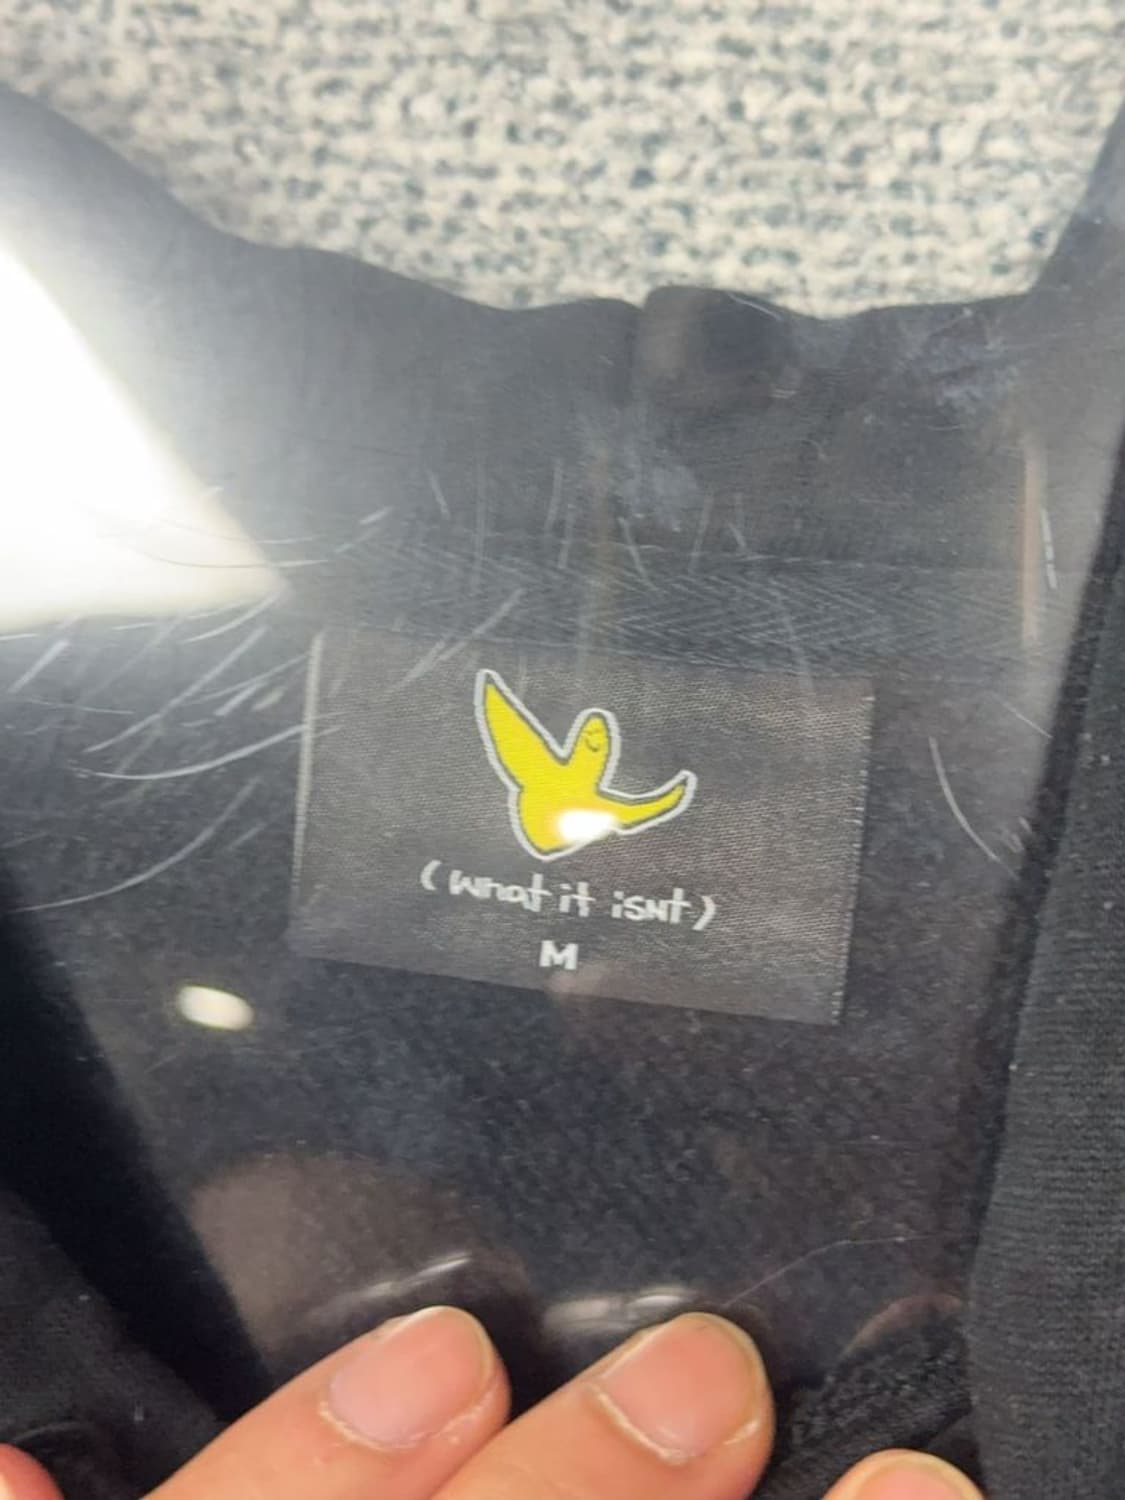 (what it isNt)
M